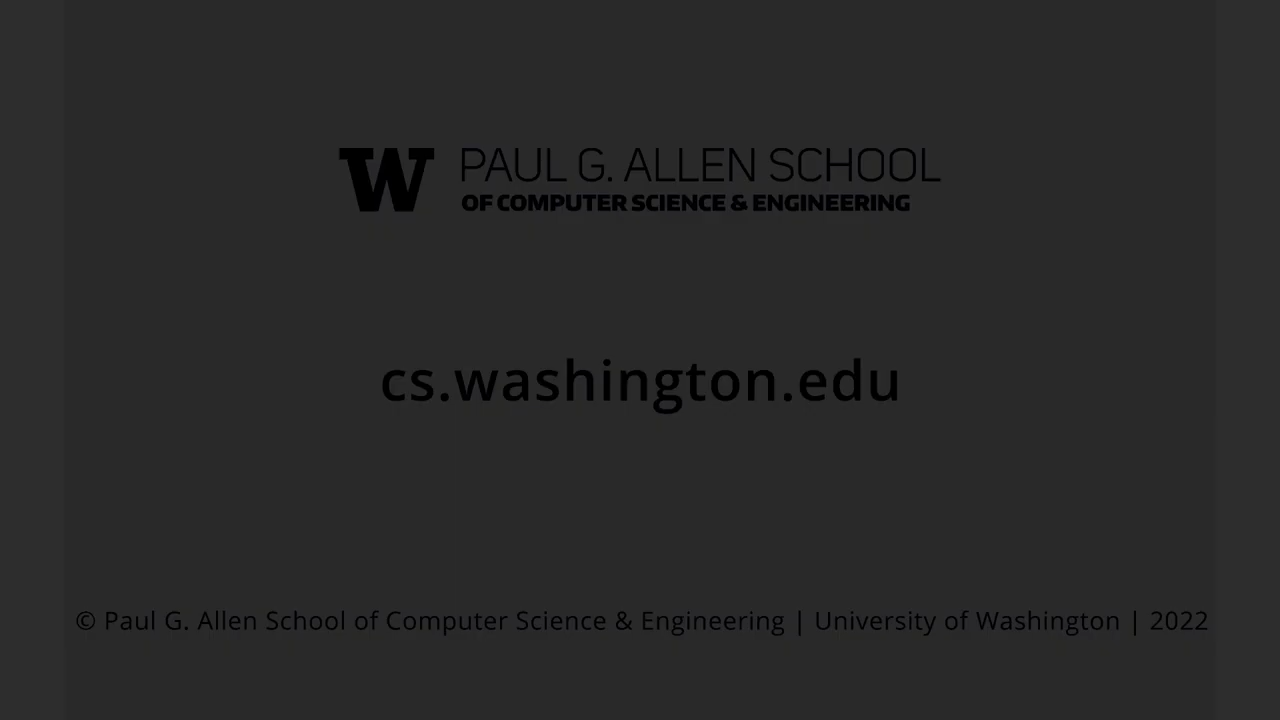 W PAUL G. ALLEN SCHOOL
OF COMPUTER SCIENCE & ENGINEERING
cs.washington.edu
© Paul G. Allen School of Computer Science & Engineering | University of Washington | 2022